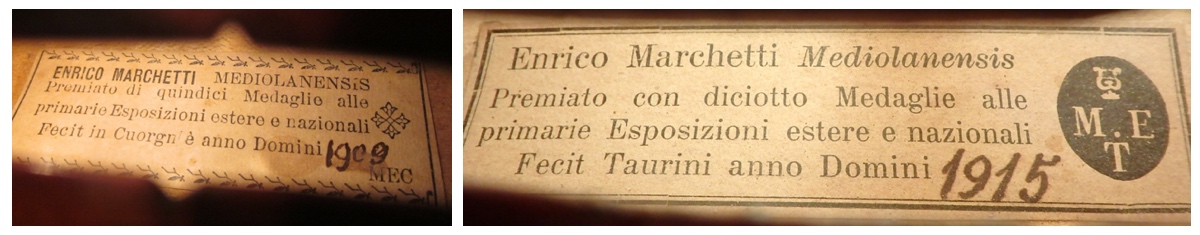 ENRICO MARCHETTI MEDIOLANENSIS
Premiato di quindici Medaglie alle
primarie Esposizioni estere e nazionali
Fecit in Cuorgn'è anno Domini 1909
MEC
Enrico Marchetti Mediolanensis
Premiato con diciotto Medaglie alle
primarie Esposizioni estere e nazionali
Fecit Taurini anno Domini 1915
M.E
T